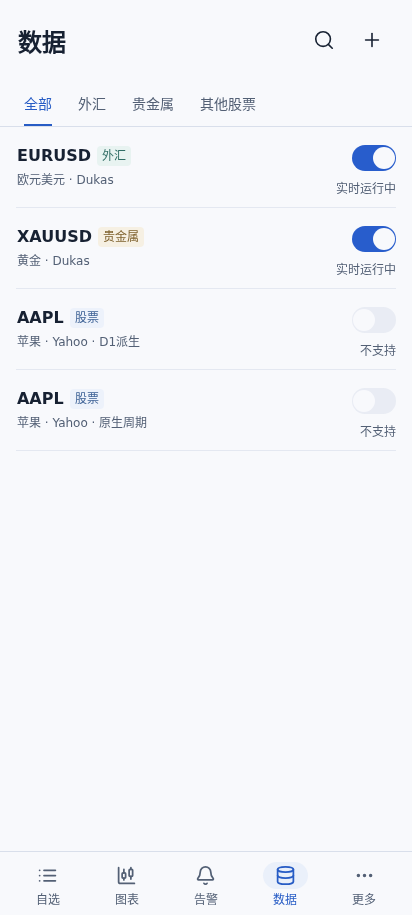 数据
全部 外汇 贵金属 其他股票
EURUSD 外汇
欧元美元 · Dukas
实时运行中
XAUUSD 贵金属
黄金 · Dukas
实时运行中
AAPL 股票
苹果 · Yahoo · D1派生
不支持
AAPL 股票
苹果 · Yahoo · 原生周期
不支持
自选 图表 告警 数据 更多